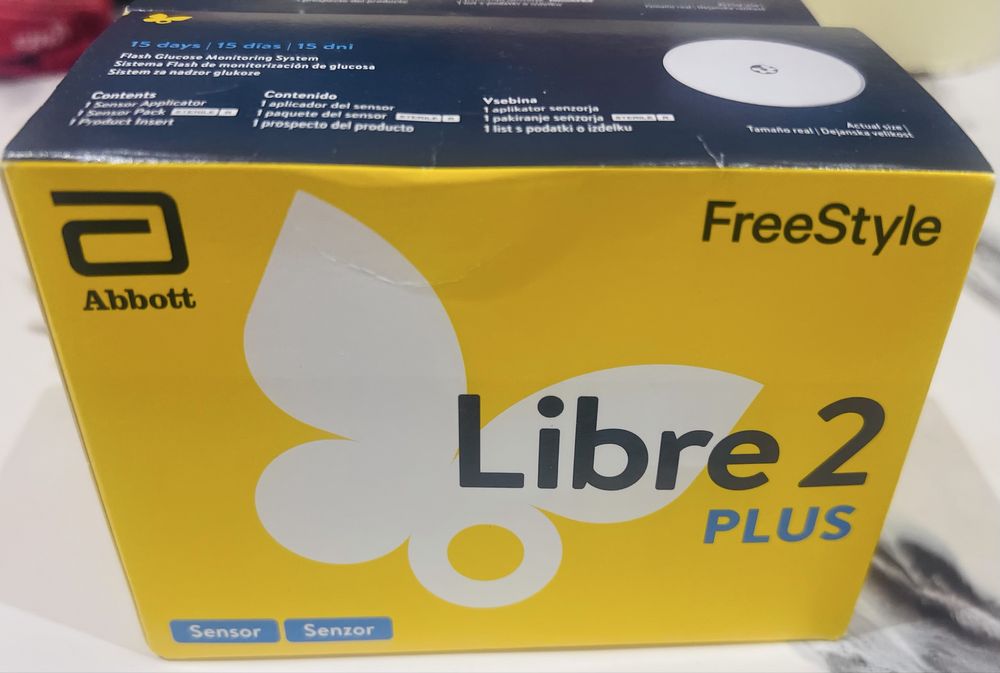 15 days | 15 días | 15 dni
Flash Glucose Monitoring System
Sistema Flash de monitorización de glucosa
Sistem za nadzor glukoze
Contents
1 Sensor Applicator
1 Sensor Pack STERILE R
1 Product Insert
Contenido
1 aplicador del sensor
1 paquete del sensor STERILE R
1 prospecto del producto
Vsebina
1 aplikator senzorja
1 pakiranje senzorja STERILE R
1 list s podatki o izdelku
Actual size |
Tamaño real | Dejanska velikost
Abbott
FreeStyle
Libre 2
PLUS
Sensor Senzor